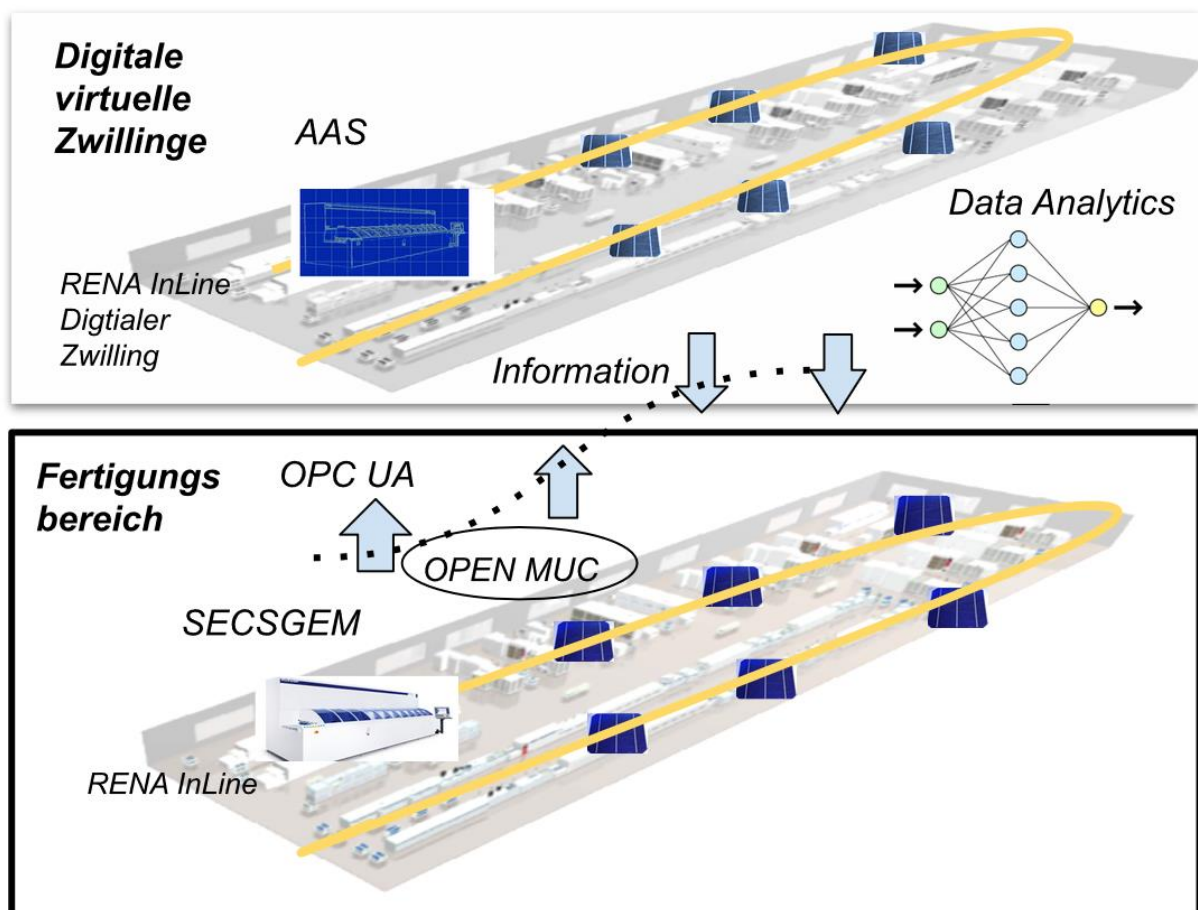 Digitale
virtuelle
Zwillinge
AAS
Data Analytics
RENA InLine
Digtialer
Zwilling
Information
Fertigungs
bereich
OPC UA
OPEN MUC
SECSGEM
RENA InLine